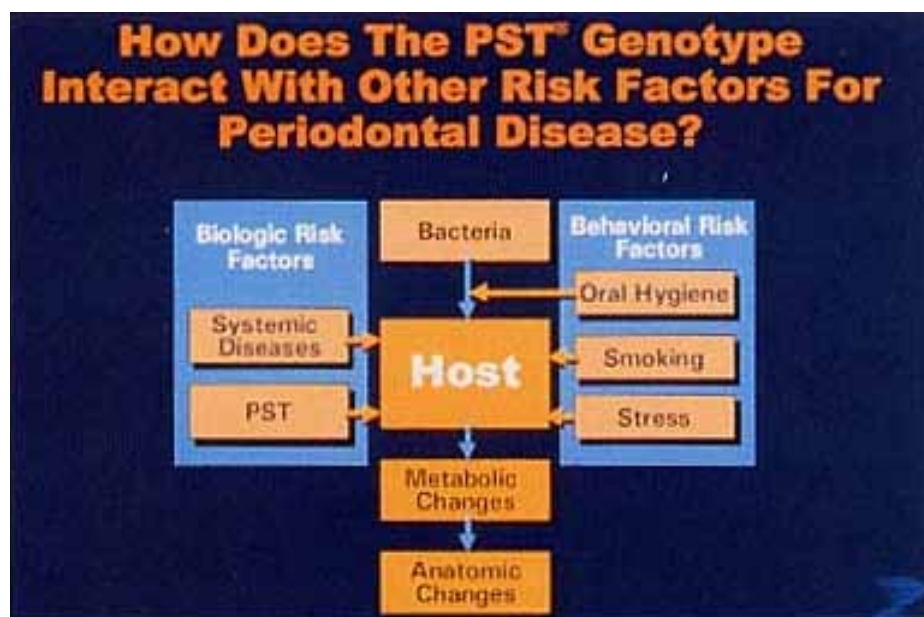 How Does The PST® Genotype
Interact With Other Risk Factors For
Periodontal Disease?
Biologic Risk
Factors
Systemic
Diseases
PST
Bacteria
Host
Metabolic
Changes
Anatomic
Changes
Behavioral Risk
Factors
Oral Hygiene
Smoking
Stress